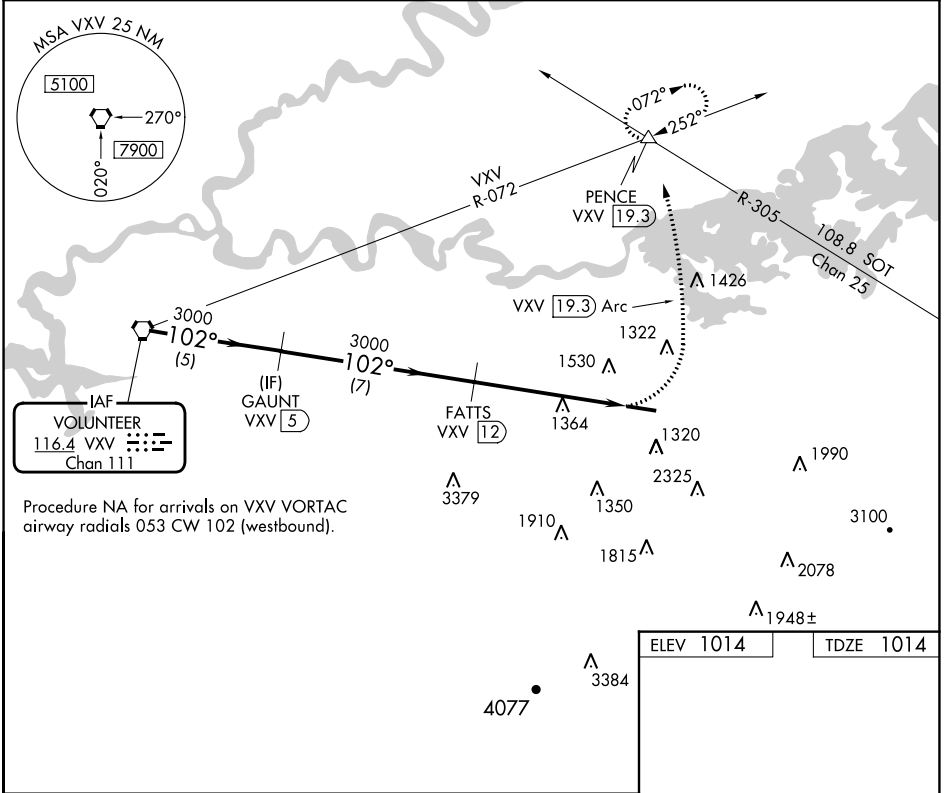 MSA VXV 25 NM
5100
270°
7900
020°
072°
252°
VXV
R-072
PENCE
VXV 19.3
R-305
108.8 SOT
Chan 25
1426
VXV 19.3 Arc
1322
1530
3000
102°
(5)
3000
102°
(7)
(IF)
GAUNT
VXV 5
FATTS
VXV 12
1364
IAF
VOLUNTEER
116.4 VXV
Chan 111
1320
1990
2325
3379
1350
3100
Procedure NA for arrivals on VXV VORTAC
airway radials 053 CW 102 (westbound).
1910
1815
2078
1948±
ELEV 1014
TDZE 1014
3384
4077